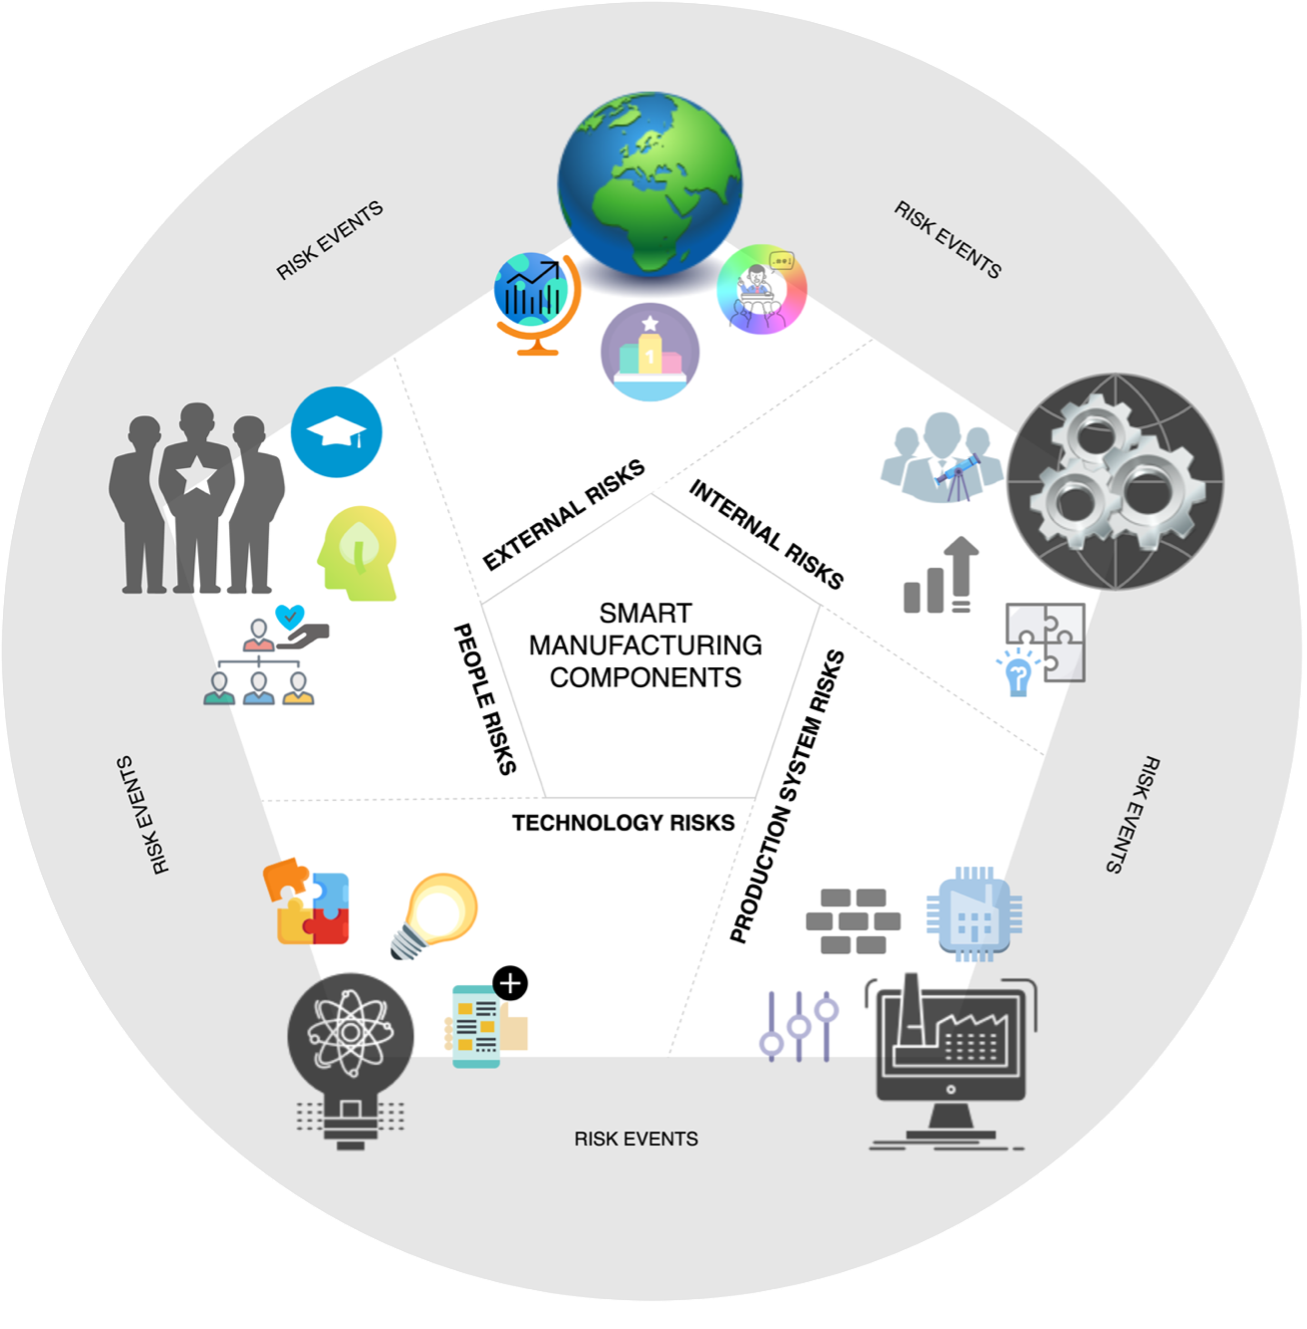 RISK EVENTS
RISK EVENTS
1
EXTERNAL RISKS
INTERNAL RISKS
SMART
MANUFACTURING
COMPONENTS
PEOPLE RISKS
PRODUCTION SYSTEM RISKS
RISK EVENTS
RISK EVENTS
TECHNOLOGY RISKS
RISK EVENTS